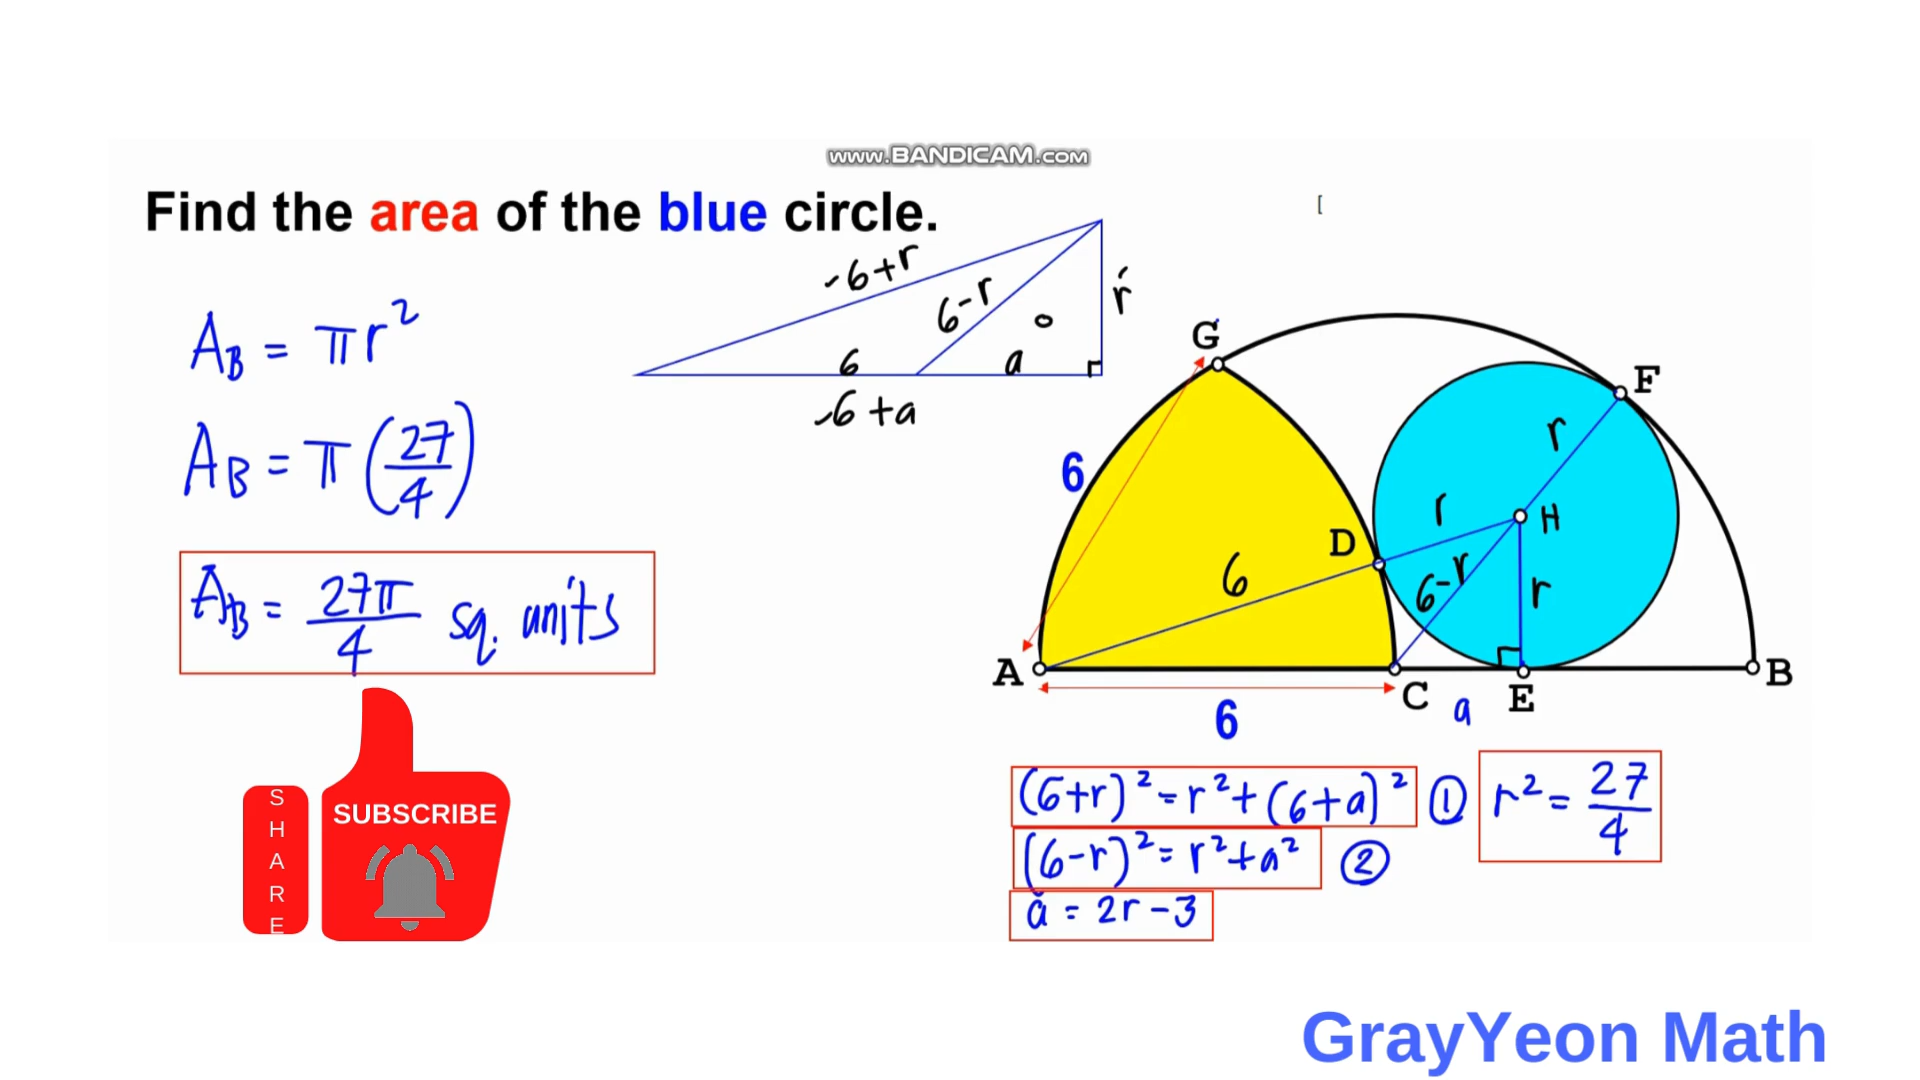 www.BANDICAM.com
Find the area of the blue circle.
[
A_B = πr²
A_B = π(27/4)
A_B = 27π/4 sq. units
6+r
6-r
r
6
a
6+a
G
F
r
6
r
H
D
6
6-r
r
A
C
E
B
6
a
(6+r)² = r² + (6+a)² ①
r² = 27/4
(6-r)² = r² + a² ②
a = 2r - 3
SHARE
SUBSCRIBE
GrayYeon Math